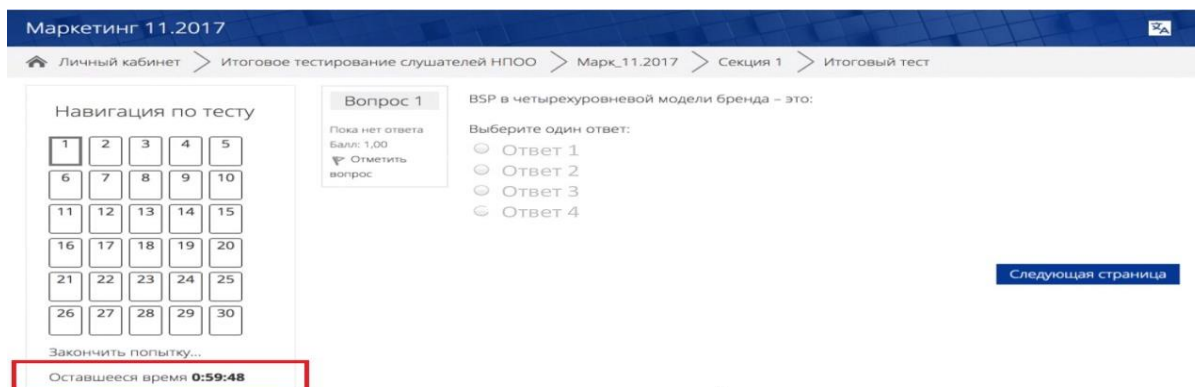 Маркетинг 11.2017
Личный кабинет > Итоговое тестирование слушателей НПОО > Марк_11.2017 > Секция 1 > Итоговый тест
Навигация по тесту
1 2 3 4 5
6 7 8 9 10
11 12 13 14 15
16 17 18 19 20
21 22 23 24 25
26 27 28 29 30
Закончить попытку...
Оставшееся время 0:59:48
Вопрос 1
Пока нет ответа
Балл: 1,00
Отметить
вопрос
BSP в четырехуровневой модели бренда – это:
Выберите один ответ:
Ответ 1
Ответ 2
Ответ 3
Ответ 4
Следующая страница